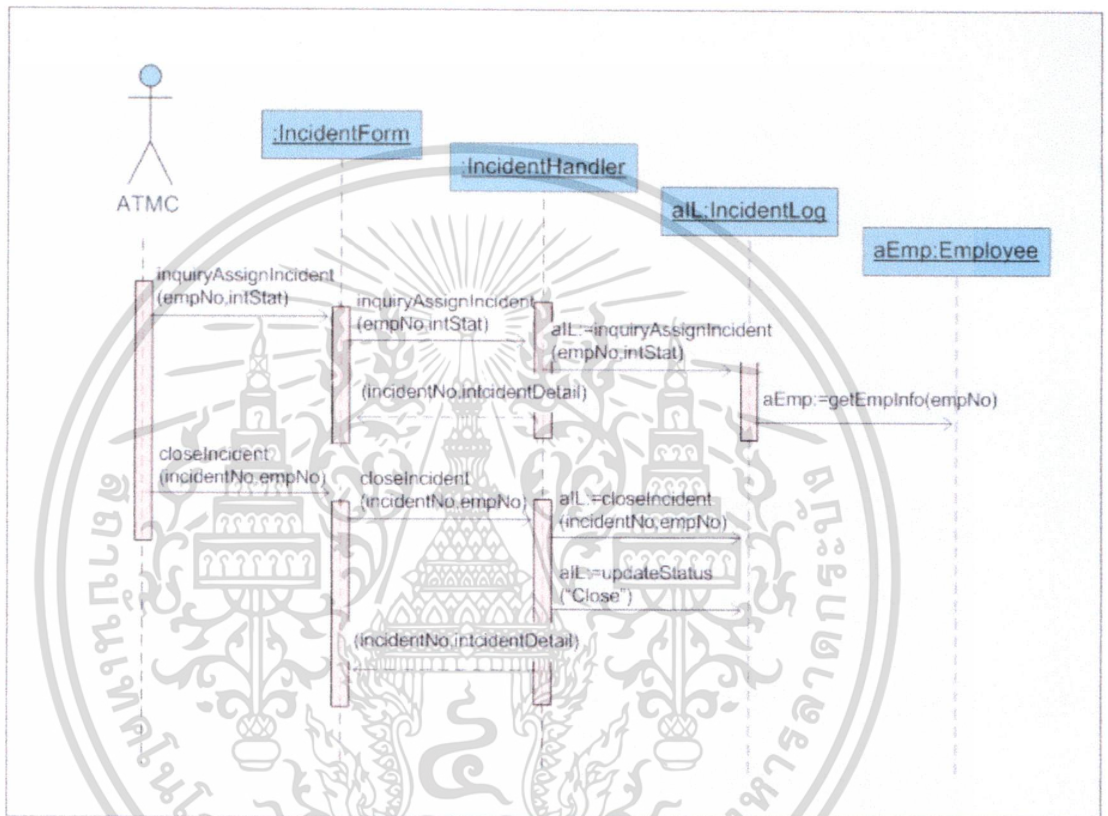 ATMC
:IncidentForm
:IncidentHandler
aIL:IncidentLog
aEmp:Employee
inquiryAssignIncident
(empNo,intStat)
inquiryAssignIncident
(empNo,intStat)
aIL:=inquiryAssignIncident
(empNo,intStat)
(incidentNo,intcidentDetail)
aEmp:=getEmpInfo(empNo)
closeIncident
(incidentNo,empNo)
closeIncident
(incidentNo,empNo)
aIL:=closeIncident
(incidentNo,empNo)
aIL:=updateStatus
("Close")
(incidentNo,intcidentDetail)